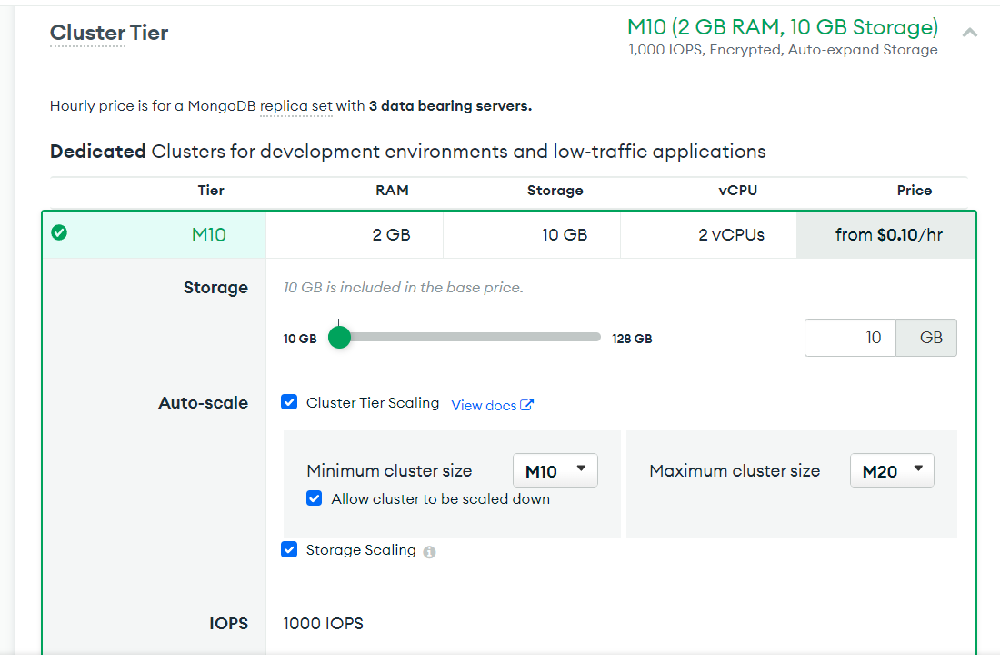 Cluster Tier
M10 (2 GB RAM, 10 GB Storage)
1,000 IOPS, Encrypted, Auto-expand Storage
Hourly price is for a MongoDB replica set with 3 data bearing servers.
Dedicated Clusters for development environments and low-traffic applications
Tier RAM Storage vCPU Price
M10 2 GB 10 GB 2 vCPUs from $0.10/hr
Storage 10 GB is included in the base price.
10 GB 128 GB 10 GB
Auto-scale Cluster Tier Scaling View docs
Minimum cluster size M10 Maximum cluster size M20
Allow cluster to be scaled down
Storage Scaling
IOPS 1000 IOPS